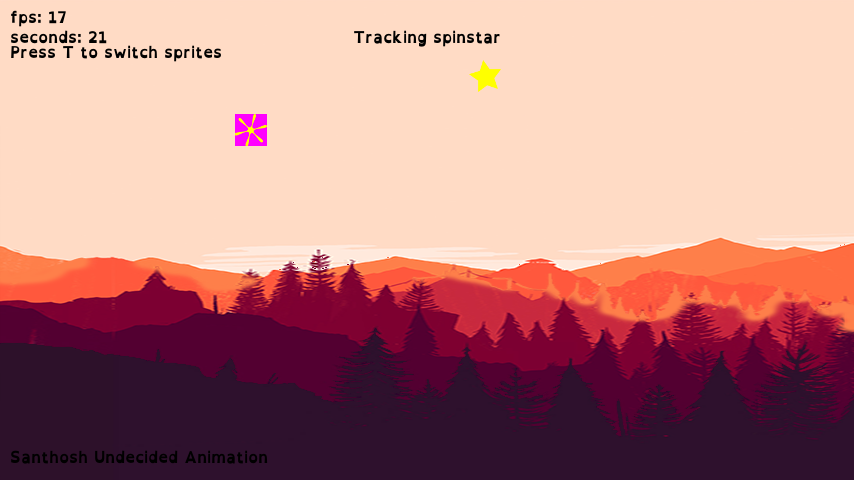 fps: 17
seconds: 21
Press T to switch sprites
Tracking spinstar
Santhosh Undecided Animation